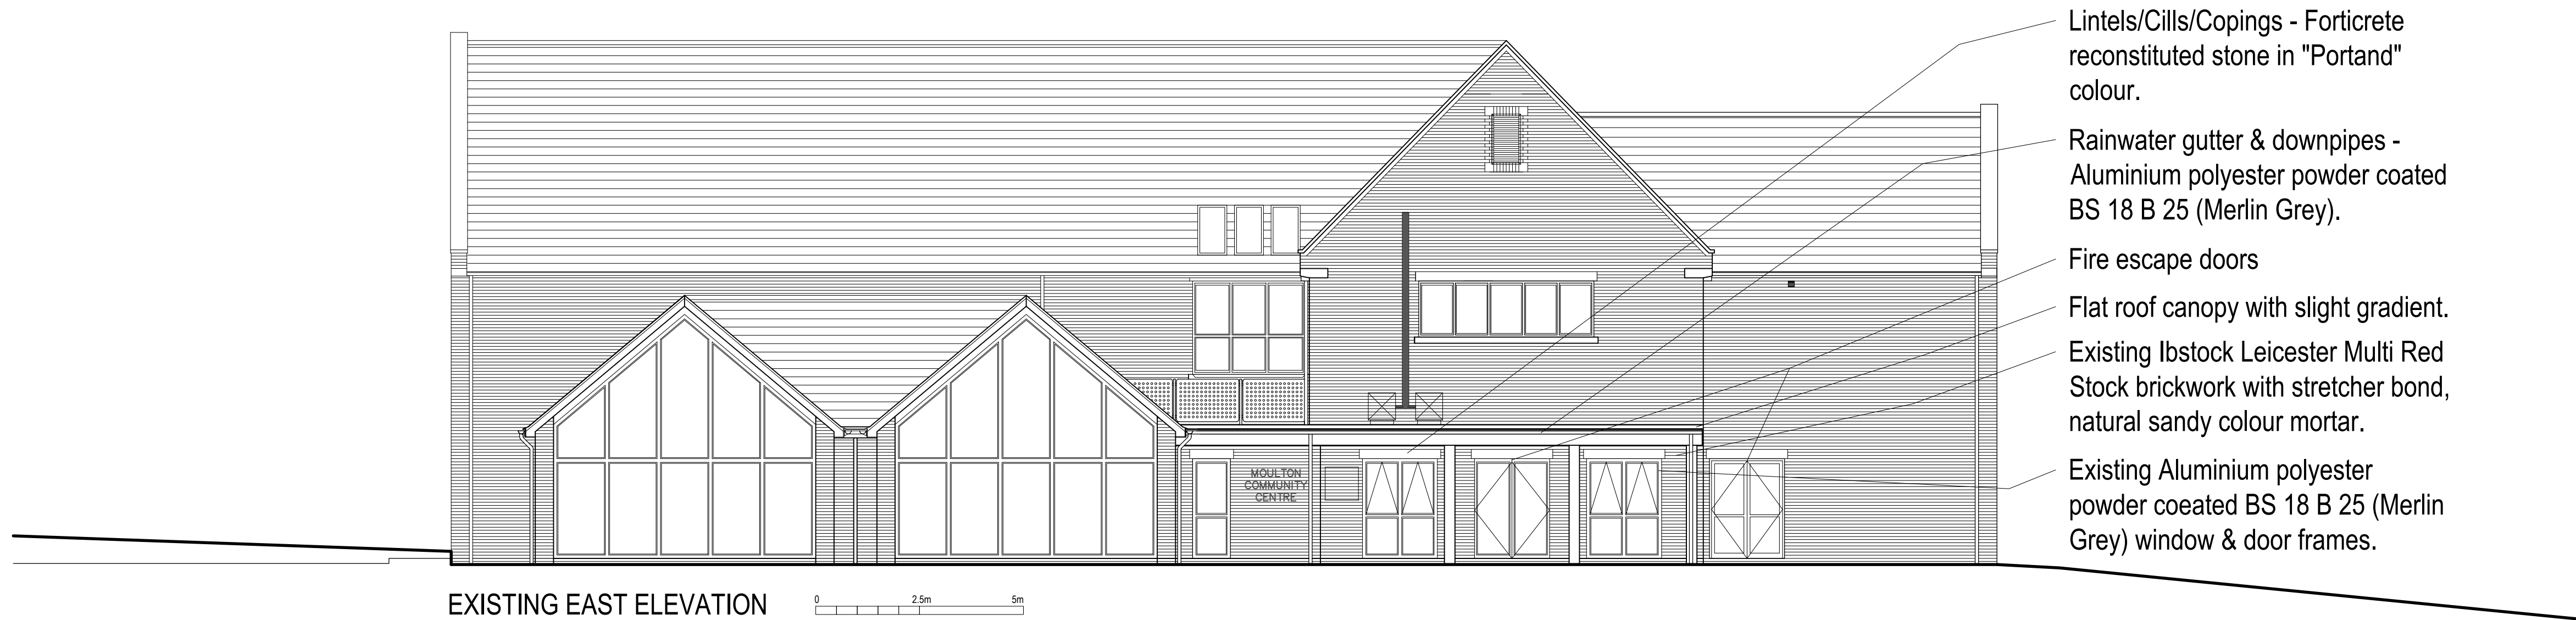 Lintels/Cills/Copings - Forticrete
reconstituted stone in "Portand"
colour.
Rainwater gutter & downpipes -
Aluminium polyester powder coated
BS 18 B 25 (Merlin Grey).
Fire escape doors
Flat roof canopy with slight gradient.
Existing Ibstock Leicester Multi Red
Stock brickwork with stretcher bond,
natural sandy colour mortar.
Existing Aluminium polyester
powder coeated BS 18 B 25 (Merlin
Grey) window & door frames.
MOULTON
COMMUNITY
CENTRE
EXISTING EAST ELEVATION
0 2.5m 5m